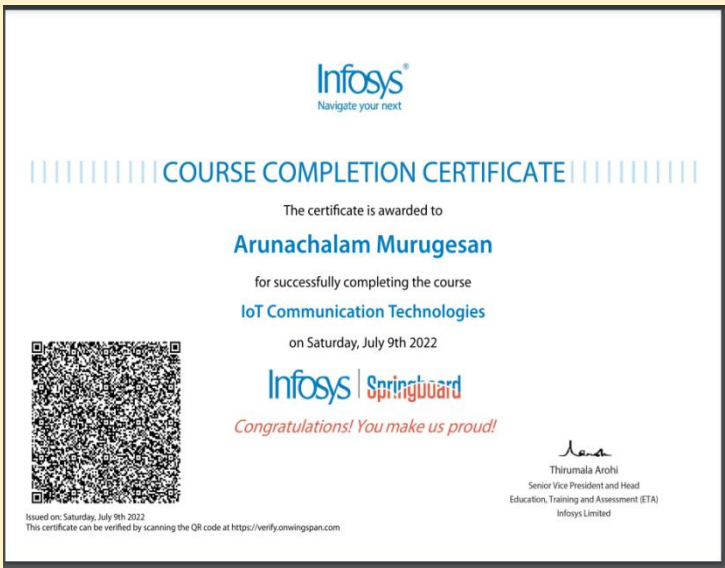 Infosys®
Navigate your next
COURSE COMPLETION CERTIFICATE
The certificate is awarded to
Arunachalam Murugesan
for successfully completing the course
IoT Communication Technologies
on Saturday, July 9th 2022
Infosys | Springboard
Congratulations! You make us proud!
Thirumala Arohi
Senior Vice President and Head
Education, Training and Assessment (ETA)
Infosys Limited
Issued on: Saturday, July 9th 2022
This certificate can be verified by scanning the QR code at https://verify.onwingspan.com